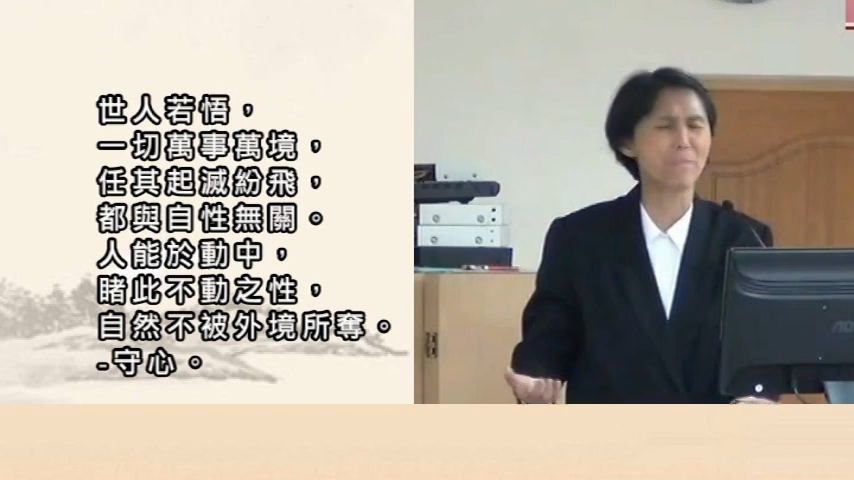 世人若悟，
一切萬事萬境，
任其起滅紛飛，
都與自性無關。
人能於動中，
睹此不動之性，
自然不被外境所奪。
-守心。